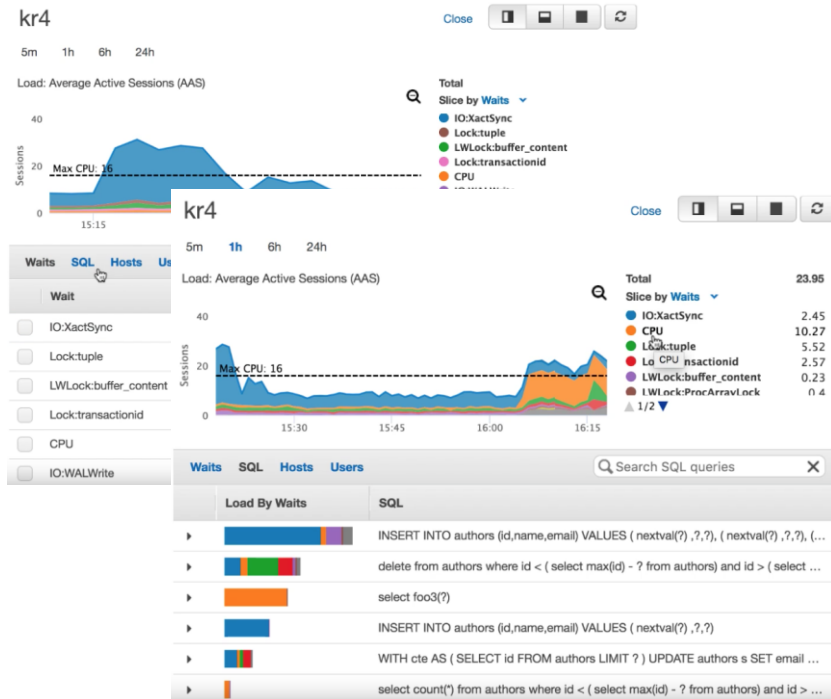 kr4
Close
5m 1h 6h 24h
Load: Average Active Sessions (AAS)
Total
Slice by Waits
IO:XactSync
Lock:tuple
LWLock:buffer_content
Lock:transactionid
CPU
40
20
0
Sessions
Max CPU: 16
15:15
Waits SQL Hosts Us
Wait
IO:XactSync
Lock:tuple
LWLock:buffer_content
Lock:transactionid
CPU
IO:WALWrite
kr4
Close
5m 1h 6h 24h
Load: Average Active Sessions (AAS)
Total 23.95
Slice by Waits
IO:XactSync 2.45
CPU 10.27
Lock:tuple 5.52
Lo nsactionid 2.57
CPU
LWLock:buffer_content 0.23
LWLock:ProcArrayLock 0.4
1/2
40
20
0
Sessions
Max CPU: 16
15:30 15:45 16:00 16:15
Waits SQL Hosts Users
Search SQL queries
Load By Waits SQL
INSERT INTO authors (id,name,email) VALUES ( nextval(?) ,?,?), ( nextval(?) ,?,?), (...
delete from authors where id < ( select max(id) - ? from authors) and id > ( select ...
select foo3(?)
INSERT INTO authors (id,name,email) VALUES ( nextval(?) ,?,?)
WITH cte AS ( SELECT id FROM authors LIMIT ? ) UPDATE authors s SET email ...
select count(*) from authors where id < ( select max(id) - ? from authors) and id > ...